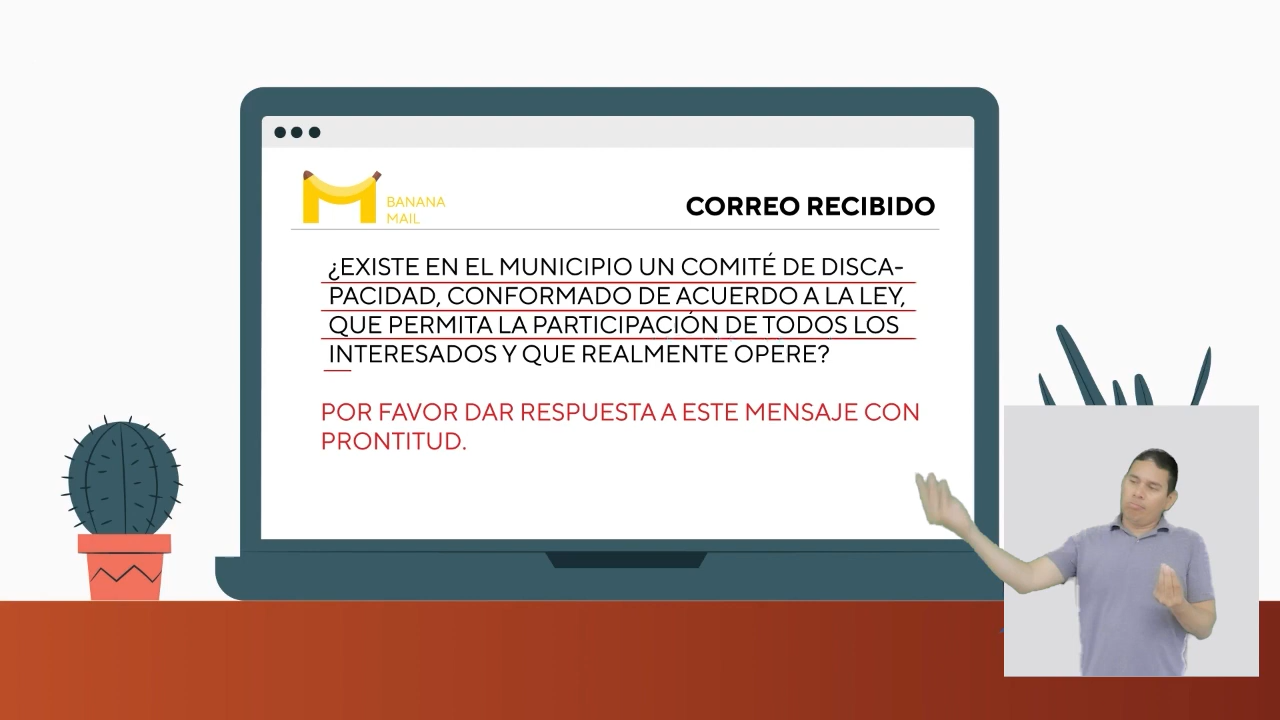 BANANA
MAIL
CORREO RECIBIDO
¿EXISTE EN EL MUNICIPIO UN COMITÉ DE DISCA-
PACIDAD, CONFORMADO DE ACUERDO A LA LEY,
QUE PERMITA LA PARTICIPACIÓN DE TODOS LOS
INTERESADOS Y QUE REALMENTE OPERE?
POR FAVOR DAR RESPUESTA A ESTE MENSAJE CON
PRONTITUD.